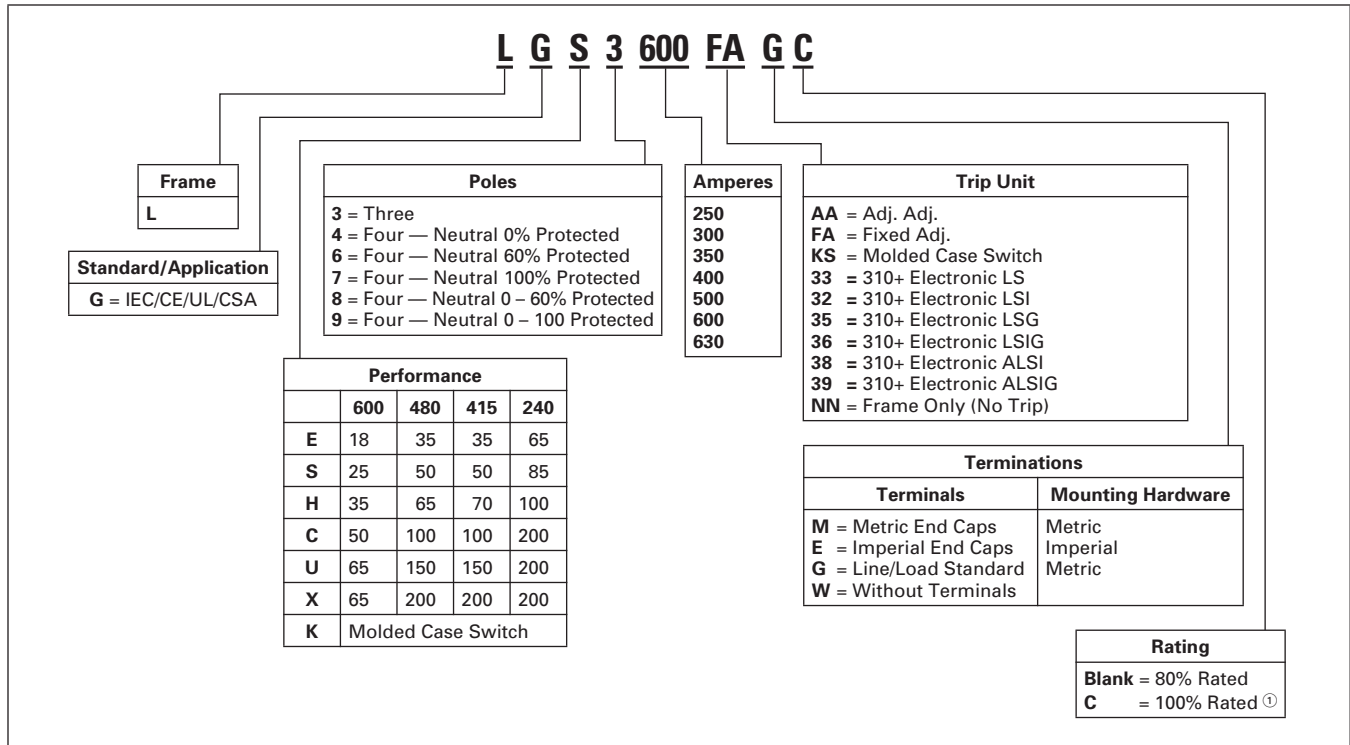 L G S 3 600 FA G C
Frame
L
Standard/Application
G = IEC/CE/UL/CSA
Poles
3 = Three
4 = Four — Neutral 0% Protected
6 = Four — Neutral 60% Protected
7 = Four — Neutral 100% Protected
8 = Four — Neutral 0 – 60% Protected
9 = Four — Neutral 0 – 100 Protected
Amperes
250
300
350
400
500
600
630
Trip Unit
AA = Adj. Adj.
FA = Fixed Adj.
KS = Molded Case Switch
33 = 310+ Electronic LS
32 = 310+ Electronic LSI
35 = 310+ Electronic LSG
36 = 310+ Electronic LSIG
38 = 310+ Electronic ALSI
39 = 310+ Electronic ALSIG
NN = Frame Only (No Trip)
Performance
600 480 415 240
E 18 35 35 65
S 25 50 50 85
H 35 65 70 100
C 50 100 100 200
U 65 150 150 200
X 65 200 200 200
K Molded Case Switch
Terminations
Terminals Mounting Hardware
M = Metric End Caps Metric
E = Imperial End Caps Imperial
G = Line/Load Standard Metric
W = Without Terminals
Rating
Blank = 80% Rated
C = 100% Rated ①